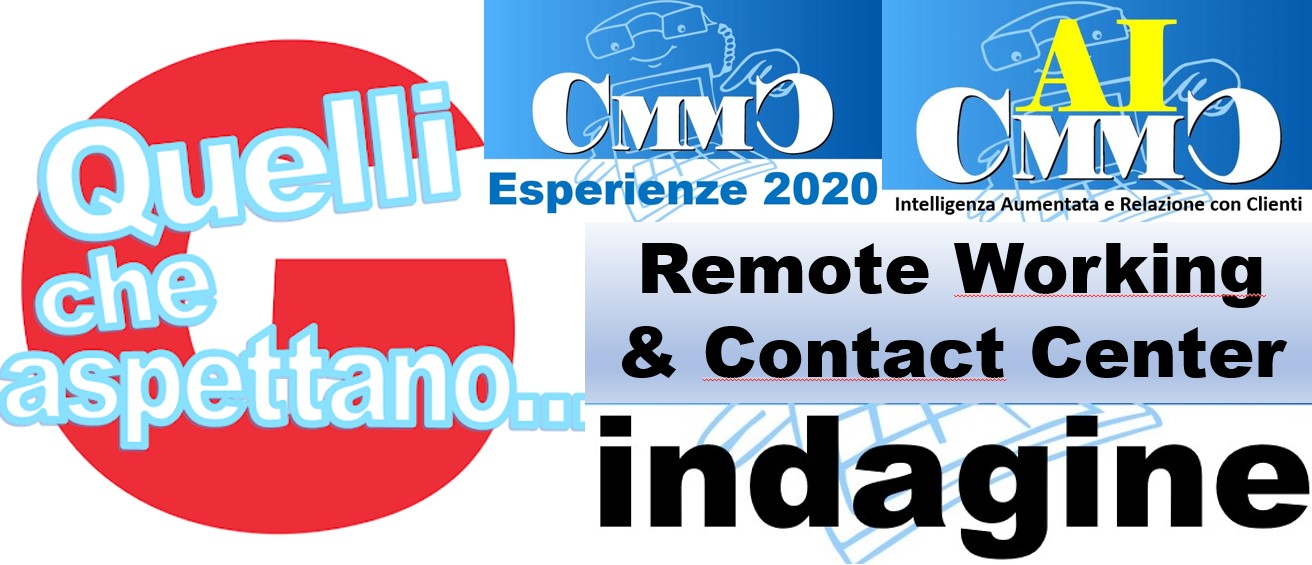 Quelli
che
aspettano...
CMMC
Esperienze 2020
AI
CMMC
Intelligenza Aumentata e Relazione con Clienti
Remote Working
& Contact Center
indagine